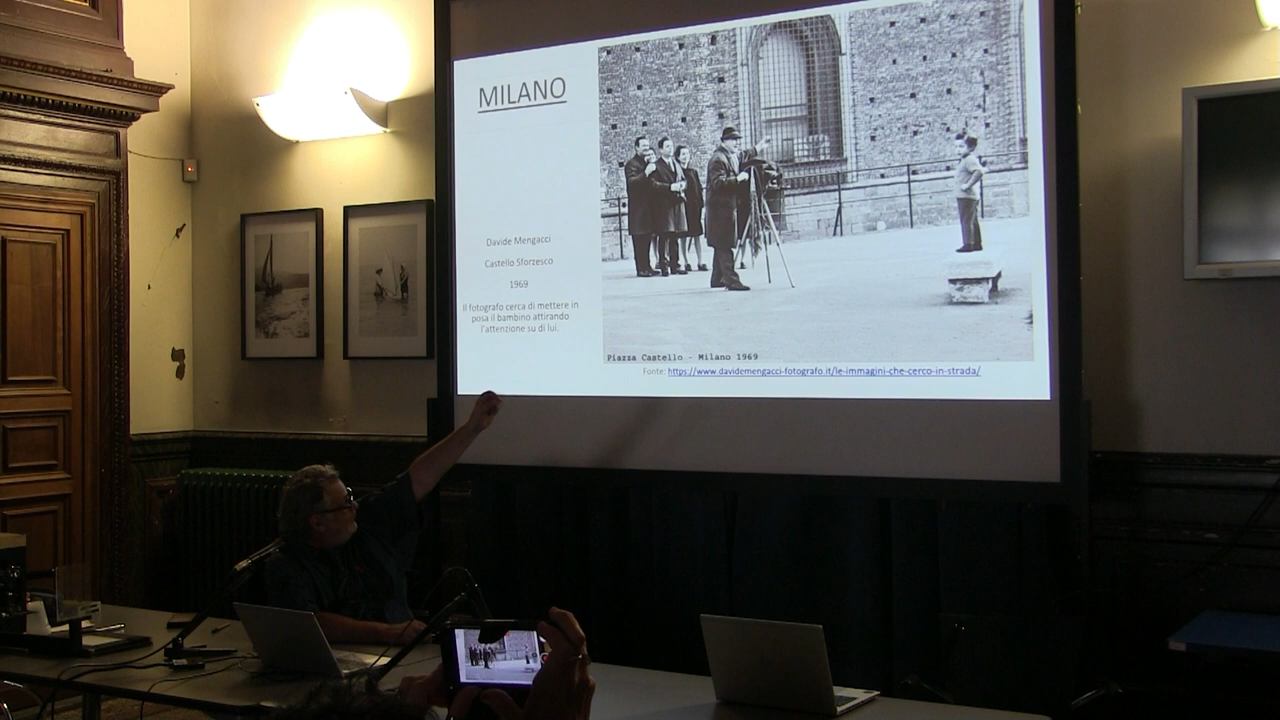 MILANO
Davide Mengacci
Castello Sforzesco
1969
Il fotografo cerca di mettere in
posa il bambino attirando
l'attenzione su di lui.
Piazza Castello - Milano 1969
Fonte: https://www.davidemengacci-fotografo.it/le-immagini-che-cerco-in-strada/